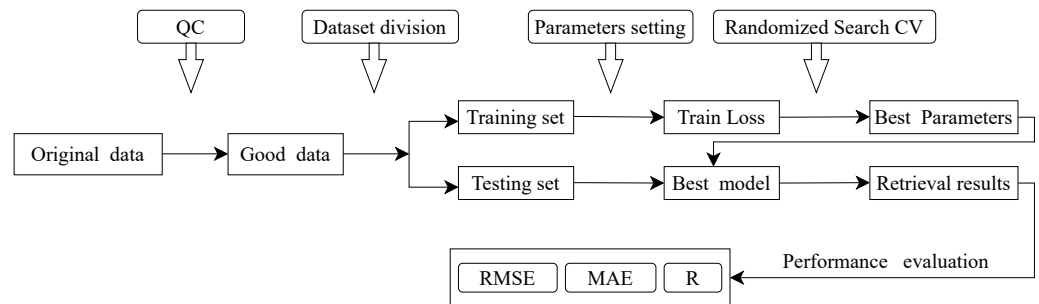 QC
Dataset division
Parameters setting
Randomized Search CV
Training set
Train Loss
Best Parameters
Original data
Good data
Testing set
Best model
Retrieval results
Performance evaluation
RMSE
MAE
R